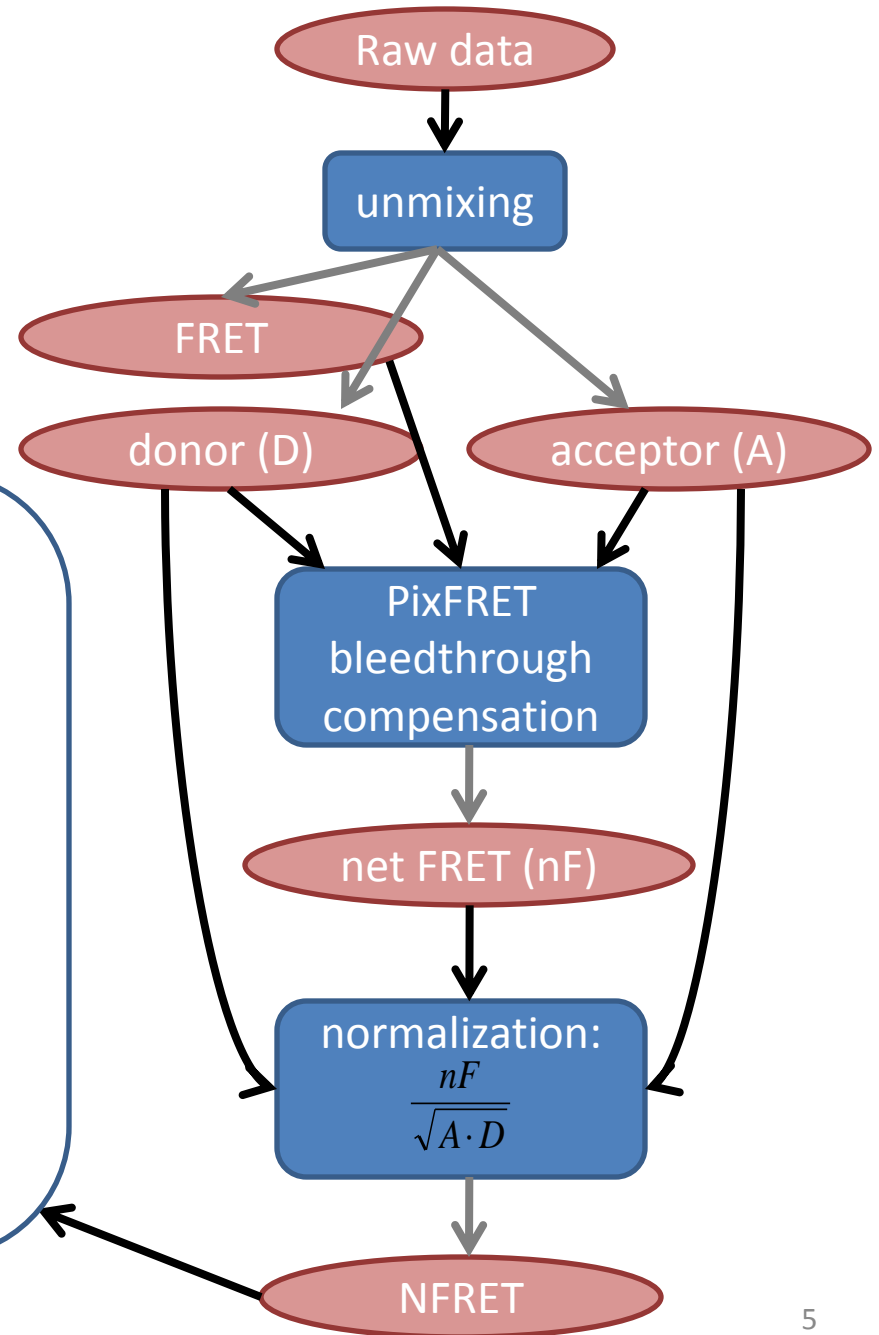 Raw data
unmixing
FRET
donor (D)
acceptor (A)
PixFRET
bleedthrough
compensation
net FRET (nF)
normalization:
nF
√A·D
NFRET
5